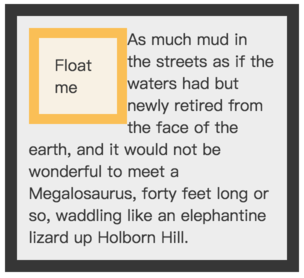 Float
me
As much mud in
the streets as if the
waters had but
newly retired from
the face of the
earth, and it would not be
wonderful to meet a
Megalosaurus, forty feet long or
so, waddling like an elephantine
lizard up Holborn Hill.